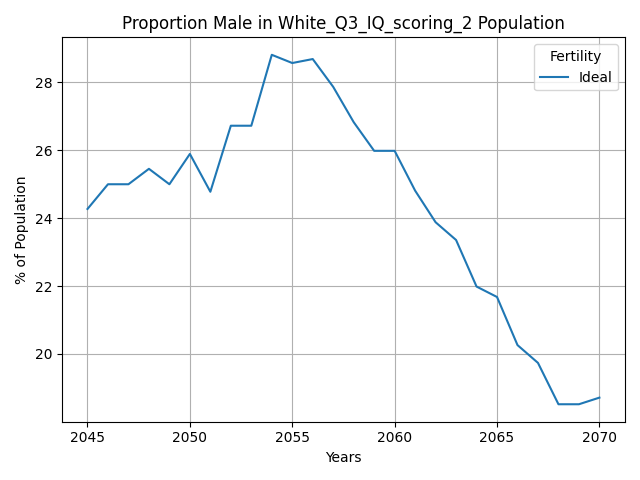 Proportion Male in White_Q3_IQ_scoring_2 Population
Fertility
Ideal
% of Population
28
26
24
22
20
2045 2050 2055 2060 2065 2070
Years